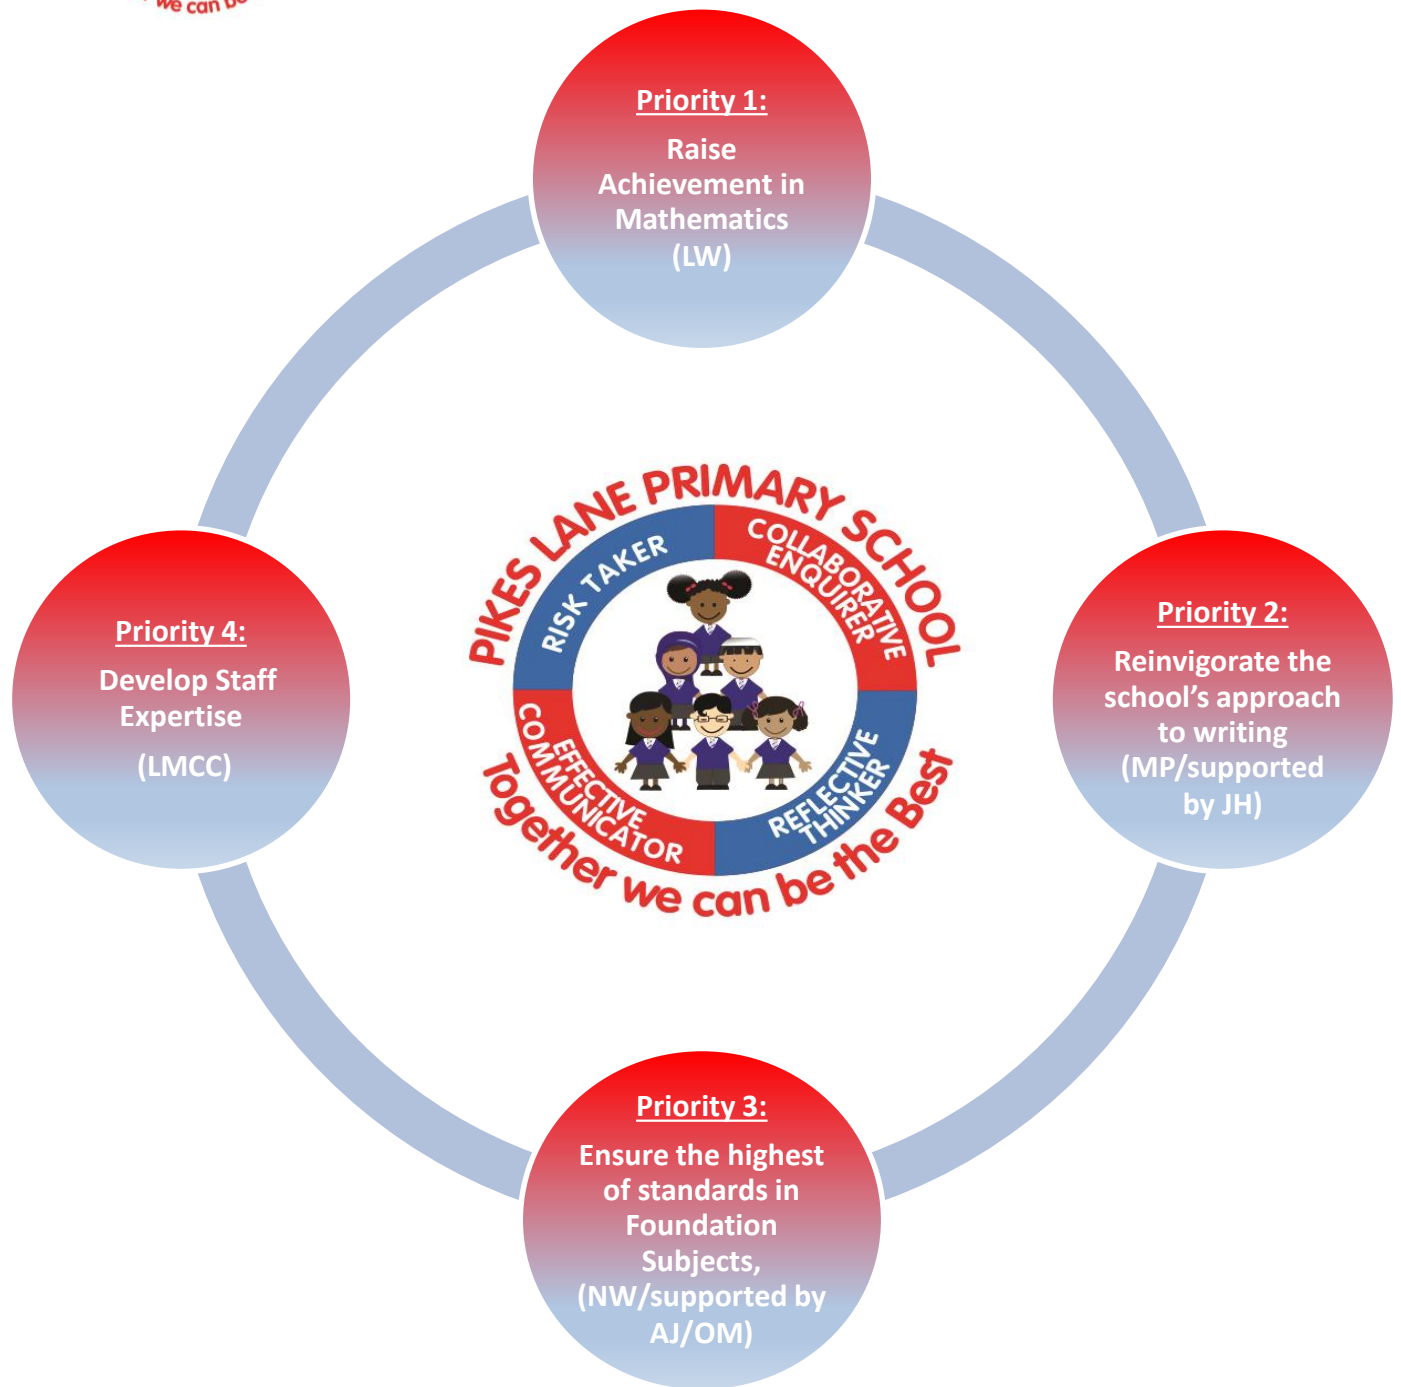 we can be
Priority 1:
Raise
Achievement in
Mathematics
(LW)
Priority 4:
Develop Staff
Expertise
(LMCC)
PIKES LANE PRIMARY SCHOOL
RISK TAKER
COLLABORATIVE
ENQUIRER
EFFECTIVE
COMMUNICATOR
REFLECTIVE
THINKER
Together we can be the Best
Priority 2:
Reinvigorate the
school’s approach
to writing
(MP/supported
by JH)
Priority 3:
Ensure the highest
of standards in
Foundation
Subjects,
(NW/supported by
AJ/OM)